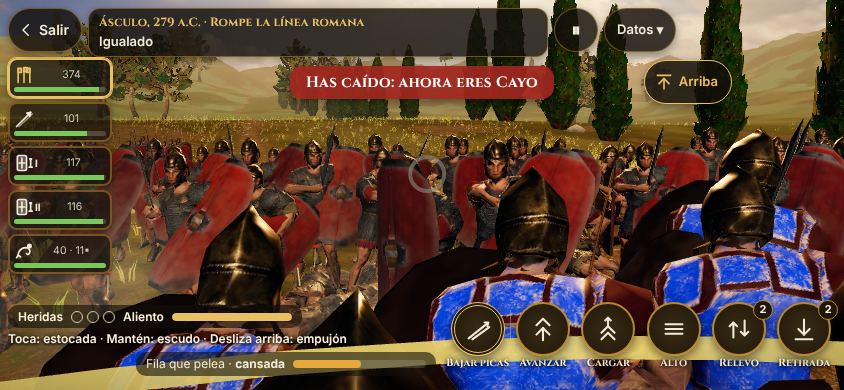 Salir
ÁSCULO, 279 A.C. · ROMPE LA LÍNEA ROMANA
Igualado
Datos ▾
374
HAS CAÍDO: AHORA ERES CAYO
Arriba
101
I I 117
I II 116
40 · 11
Heridas Aliento
Toca: estocada · Mantén: escudo · Desliza arriba: empujón
Fila que pelea · cansada
2
2
BAJAR PICAS AVANZAR CARGAR ALTO RELEVO RETIRADA